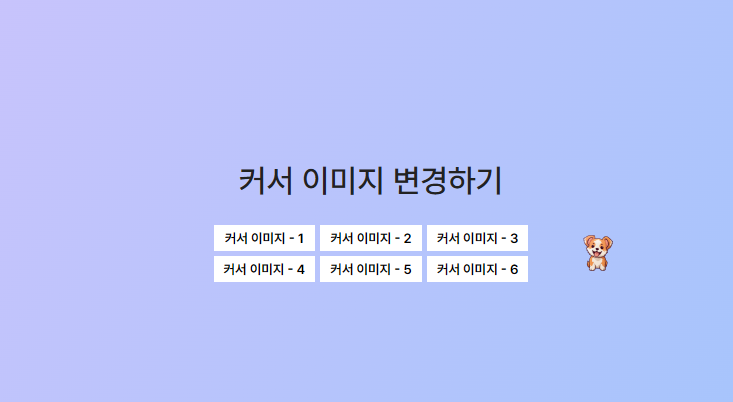 커서 이미지 변경하기
커서 이미지 - 1 커서 이미지 - 2 커서 이미지 - 3
커서 이미지 - 4 커서 이미지 - 5 커서 이미지 - 6